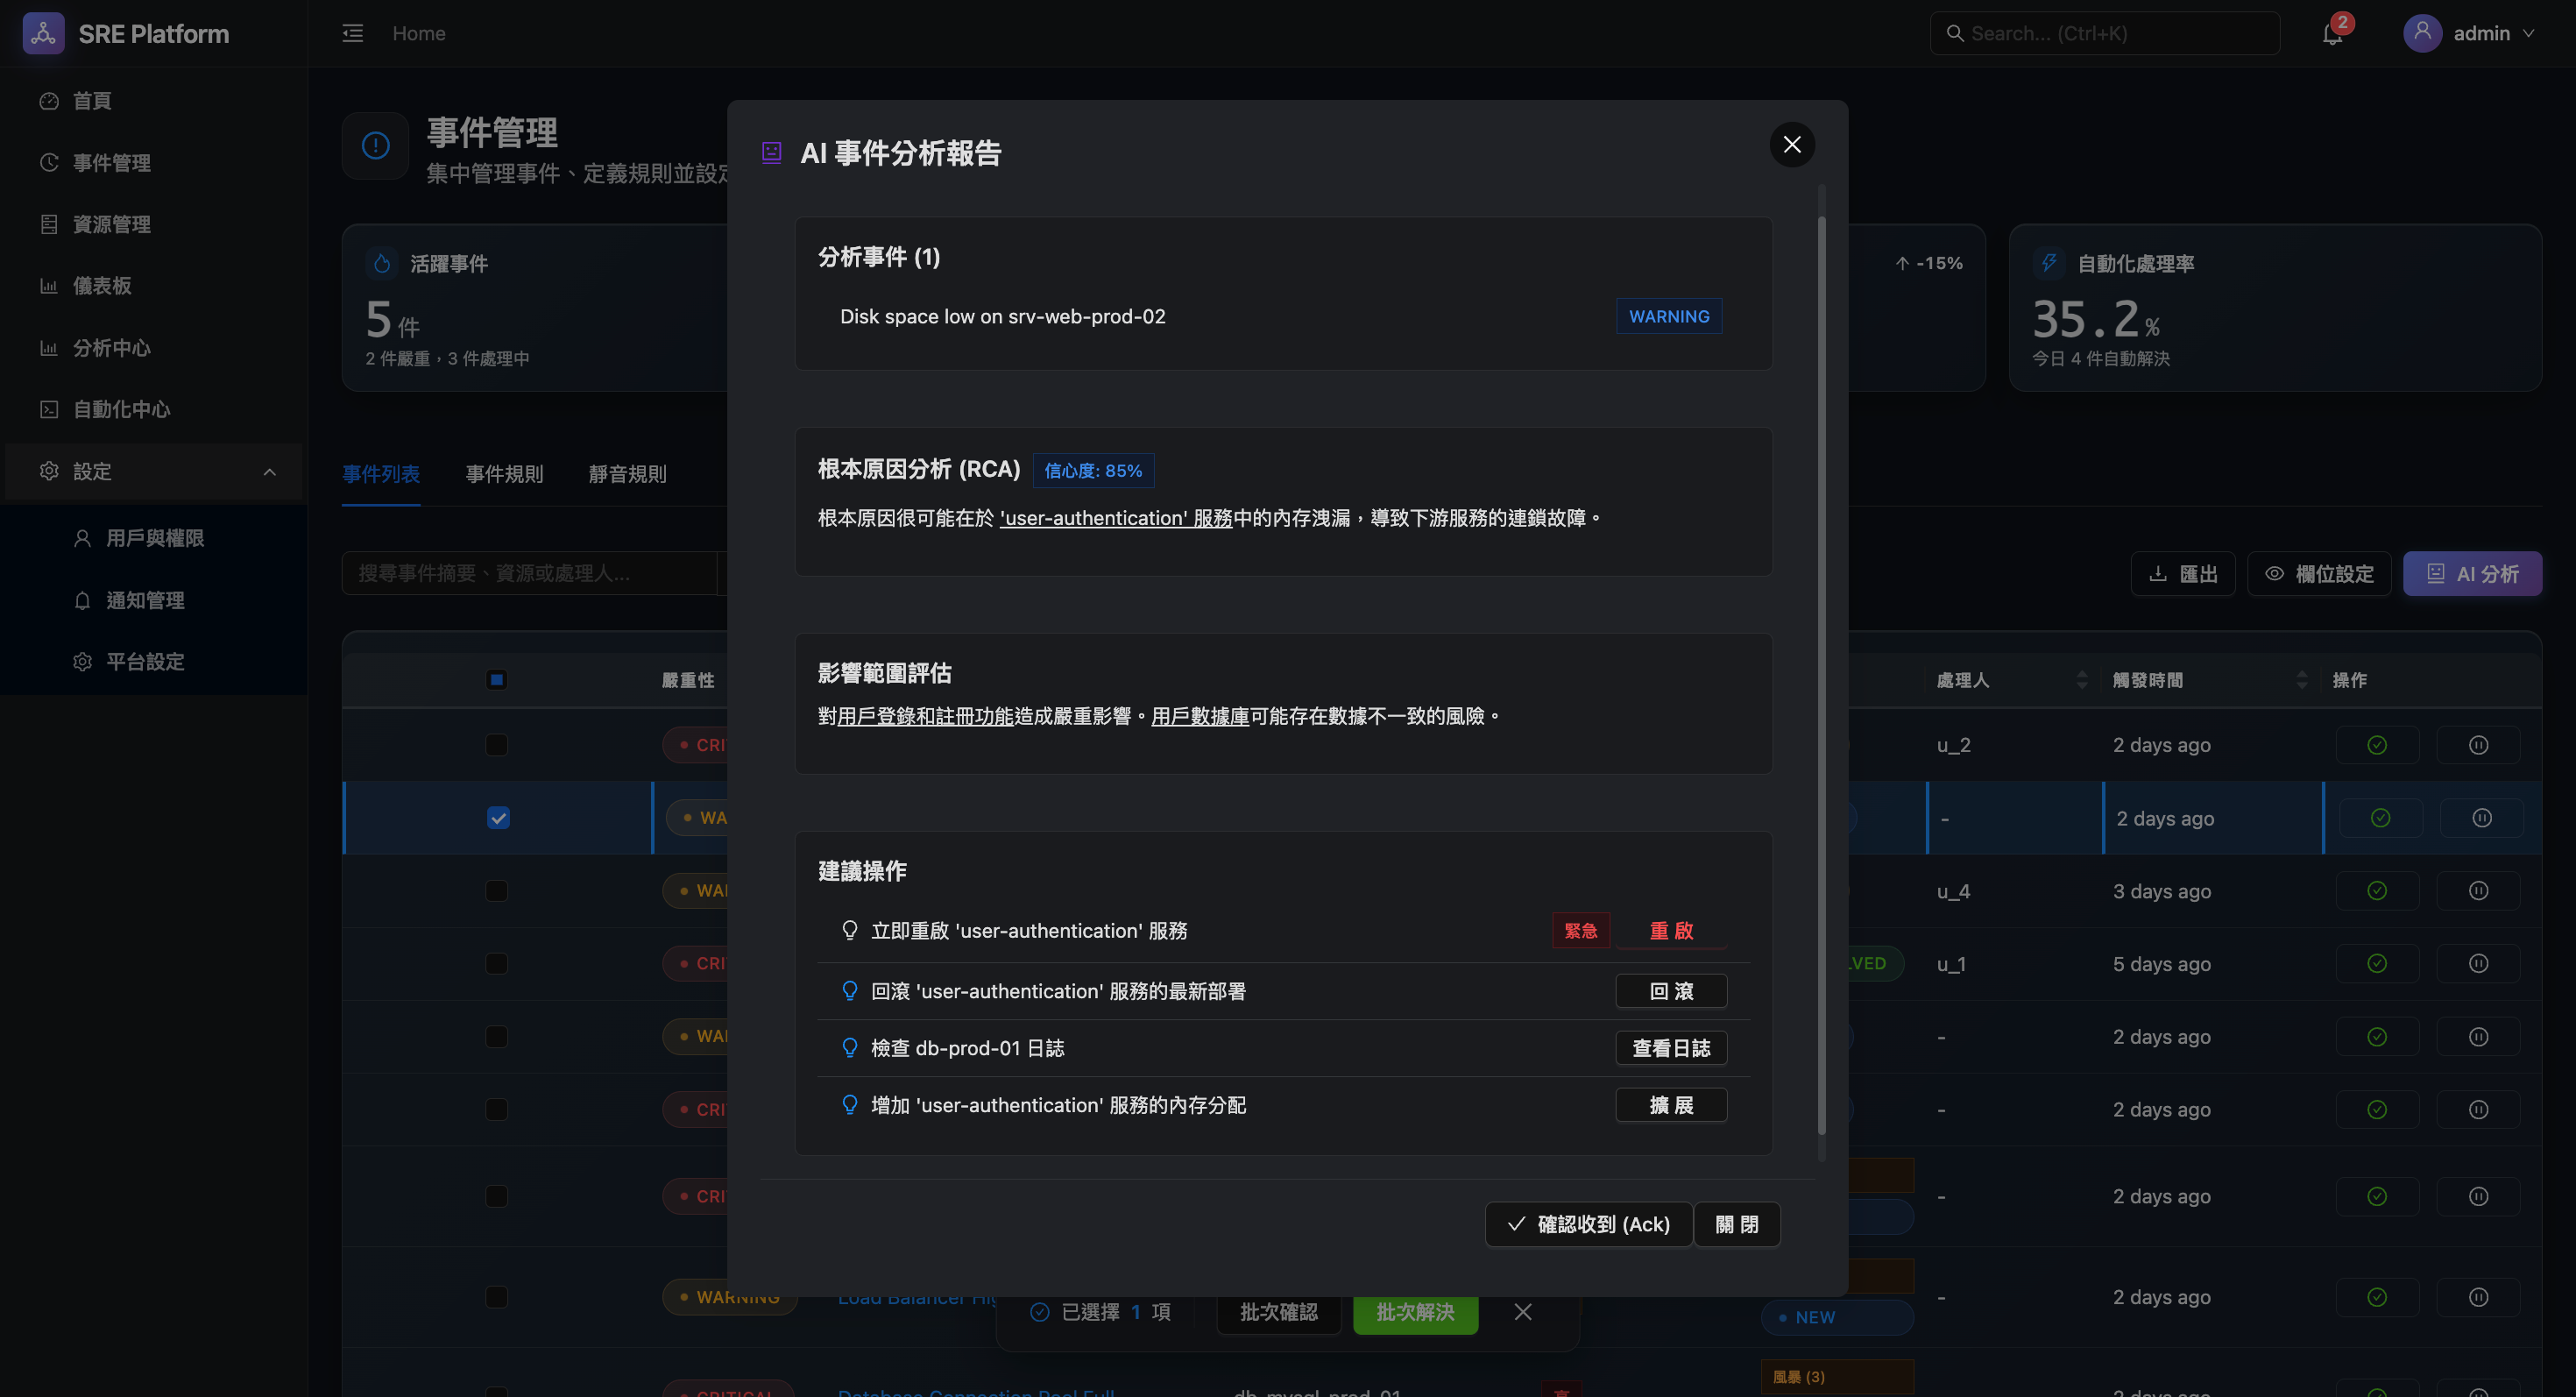 SRE Platform
Home
Search... (Ctrl+K)
2
admin
首頁
事件管理
資源管理
儀表板
分析中心
自動化中心
設定
用戶與權限
通知管理
平台設定
事件管理
集中管理事件、定義規則並設定
活躍事件
5 件
2 件嚴重，3 件處理中
-15%
自動化處理率
35.2%
今日 4 件自動解決
事件列表 事件規則 靜音規則
搜尋事件摘要、資源或處理人...
匯出 欄位設定 AI 分析
嚴重性 處理人 觸發時間 操作
CRI u_2 2 days ago
WA - 2 days ago
WAI u_4 3 days ago
CRI LVED u_1 5 days ago
WAI - 2 days ago
CRI - 2 days ago
CRI - 2 days ago
WARNING Load Balancer Hig NEW - 2 days ago
CRITICAL Database Connection Pool Full db-mysql-prod-01 風暴 (3) 2 days ago
AI 事件分析報告
分析事件 (1)
Disk space low on srv-web-prod-02 WARNING
根本原因分析 (RCA) 信心度: 85%
根本原因很可能在於 'user-authentication' 服務中的內存洩漏，導致下游服務的連鎖故障。
影響範圍評估
對用戶登錄和註冊功能造成嚴重影響。用戶數據庫可能存在數據不一致的風險。
建議操作
立即重啟 'user-authentication' 服務 緊急 重 啟
回滾 'user-authentication' 服務的最新部署 回 滾
檢查 db-prod-01 日誌 查看日誌
增加 'user-authentication' 服務的內存分配 擴 展
確認收到 (Ack) 關 閉
已選擇 1 項 批次確認 批次解決